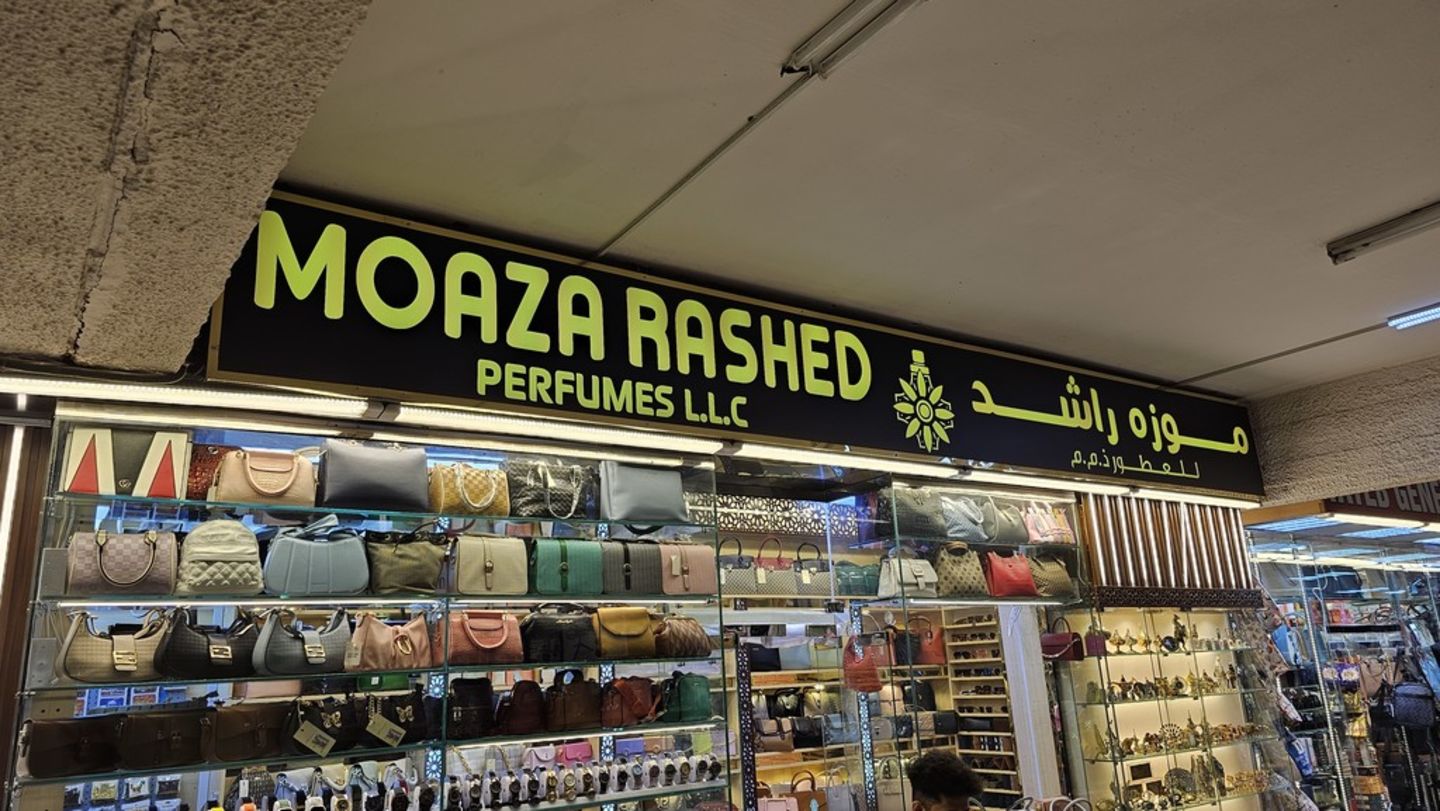 MOAZA RASHED
PERFUMES L.L.C
موزه راشد
للعطور ذ.م.م